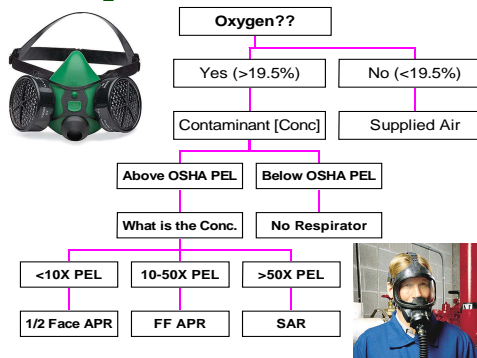 Oxygen??
Yes (>19.5%)
No (<19.5%)
Contaminant [Conc]
Supplied Air
Above OSHA PEL
Below OSHA PEL
What is the Conc.
No Respirator
<10X PEL
10-50X PEL
>50X PEL
1/2 Face APR
FF APR
SAR